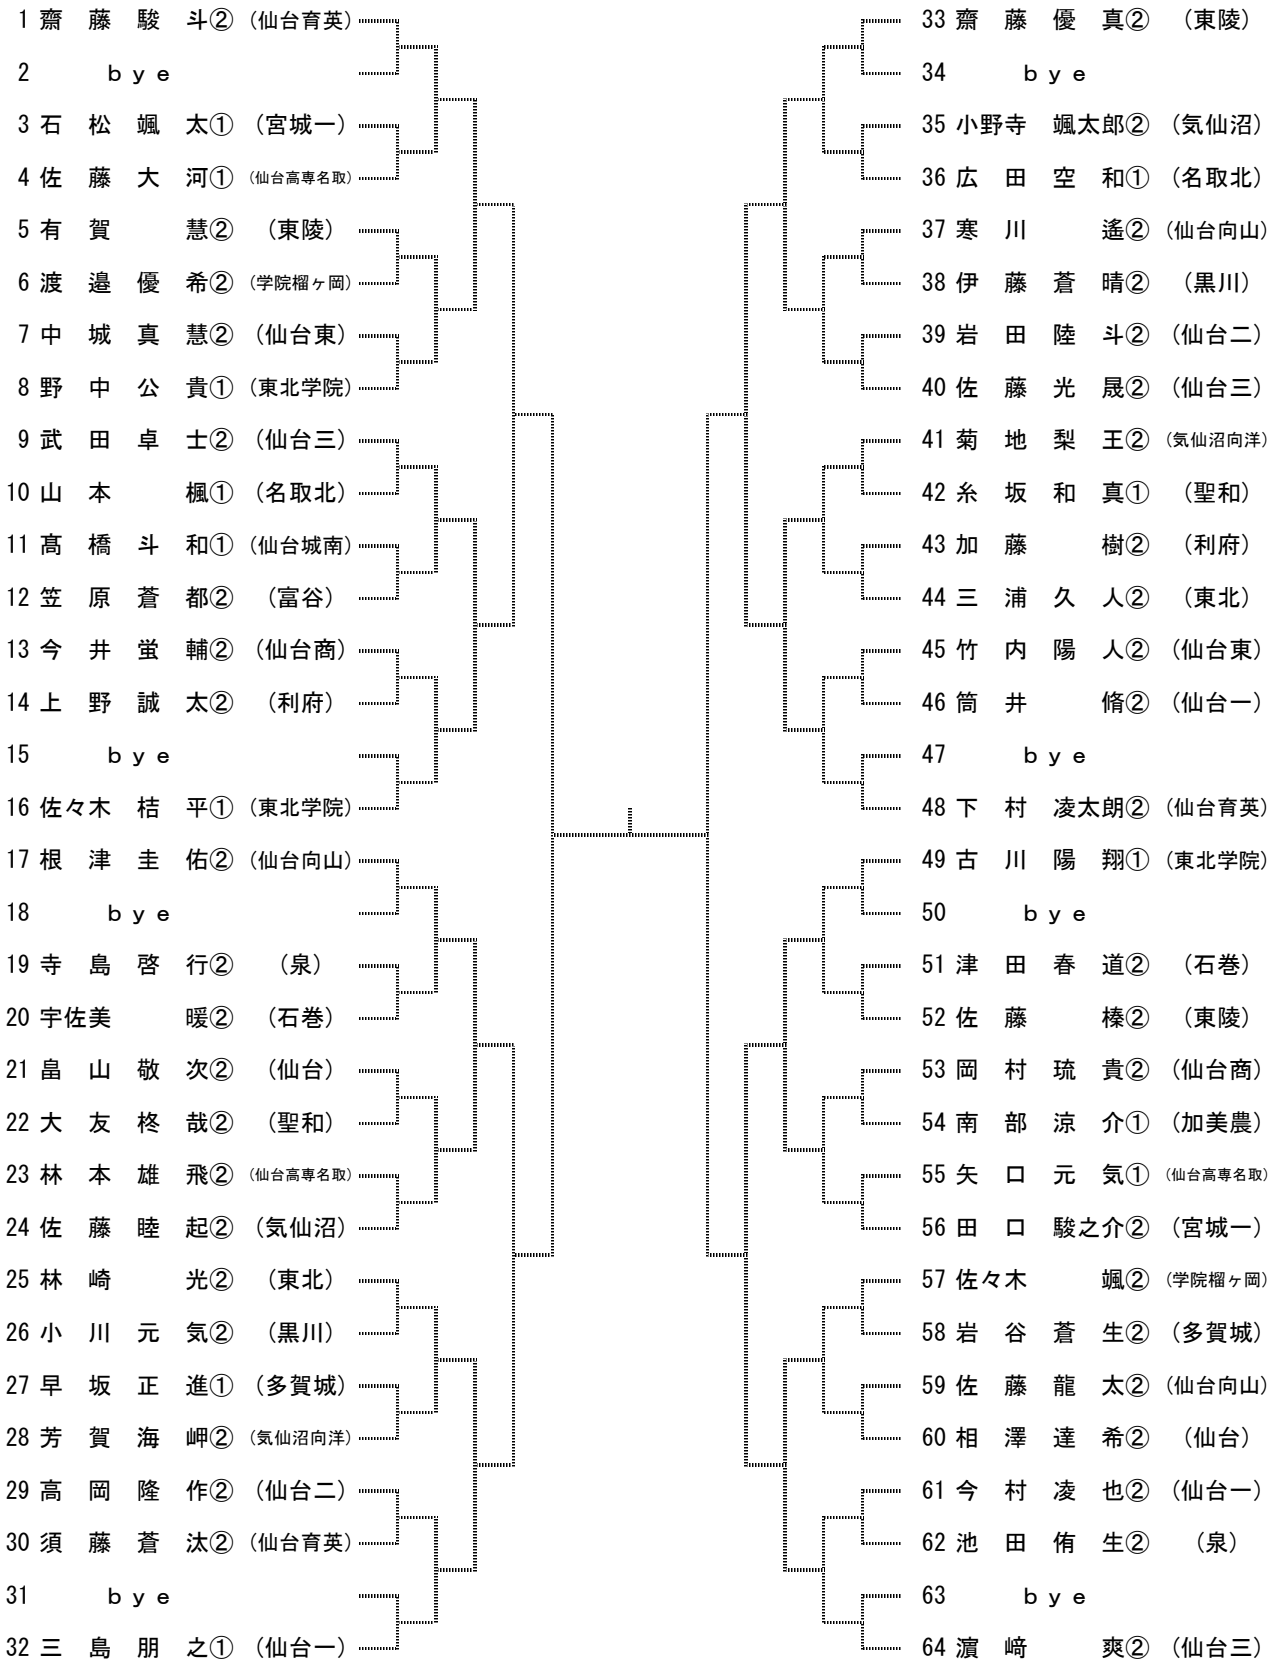 1 齋藤駿斗② (仙台育英)
2 bye
3 石松颯太① (宮城一)
4 佐藤大河① (仙台高専名取)
5 有賀慧② (東陵)
6 渡邉優希② (学院榴ヶ岡)
7 中城真慧② (仙台東)
8 野中公貴① (東北学院)
9 武田卓士② (仙台三)
10 山本楓① (名取北)
11 髙橋斗和① (仙台城南)
12 笠原蒼都② (富谷)
13 今井蛍輔② (仙台商)
14 上野誠太② (利府)
15 bye
16 佐々木桔平① (東北学院)
17 根津圭佑② (仙台向山)
18 bye
19 寺島啓行② (泉)
20 宇佐美暖② (石巻)
21 畠山敬次② (仙台)
22 大友柊哉② (聖和)
23 林本雄飛② (仙台高専名取)
24 佐藤睦起② (気仙沼)
25 林崎光② (東北)
26 小川元気② (黒川)
27 早坂正進① (多賀城)
28 芳賀海岬② (気仙沼向洋)
29 高岡隆作② (仙台二)
30 須藤蒼汰② (仙台育英)
31 bye
32 三島朋之① (仙台一)
33 齋藤優真② (東陵)
34 bye
35 小野寺颯太郎② (気仙沼)
36 広田空和① (名取北)
37 寒川遙② (仙台向山)
38 伊藤蒼晴② (黒川)
39 岩田陸斗② (仙台二)
40 佐藤光晟② (仙台三)
41 菊地梨王② (気仙沼向洋)
42 糸坂和真① (聖和)
43 加藤樹② (利府)
44 三浦久人② (東北)
45 竹内陽人② (仙台東)
46 筒井脩② (仙台一)
47 bye
48 下村凌太朗② (仙台育英)
49 古川陽翔① (東北学院)
50 bye
51 津田春道② (石巻)
52 佐藤榛② (東陵)
53 岡村琉貴② (仙台商)
54 南部涼介① (加美農)
55 矢口元気① (仙台高専名取)
56 田口駿之介② (宮城一)
57 佐々木颯② (学院榴ヶ岡)
58 岩谷蒼生② (多賀城)
59 佐藤龍太② (仙台向山)
60 相澤達希② (仙台)
61 今村凌也② (仙台一)
62 池田侑生② (泉)
63 bye
64 濵﨑爽② (仙台三)